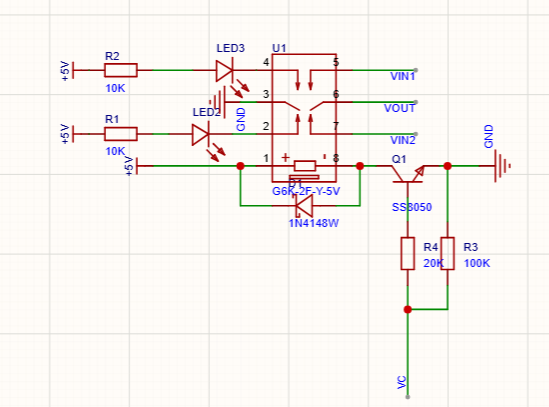 LED3
U1
R2
+5V
4
5
10K
VIN1
3
6
VOUT
LED2
GND
R1
+5V
2
7
10K
VIN2
GND
+5V
1
+
-
8
Q1
D1
G6K-2F-Y-5V
SS8050
1N4148W
R4
R3
20K
100K
VC